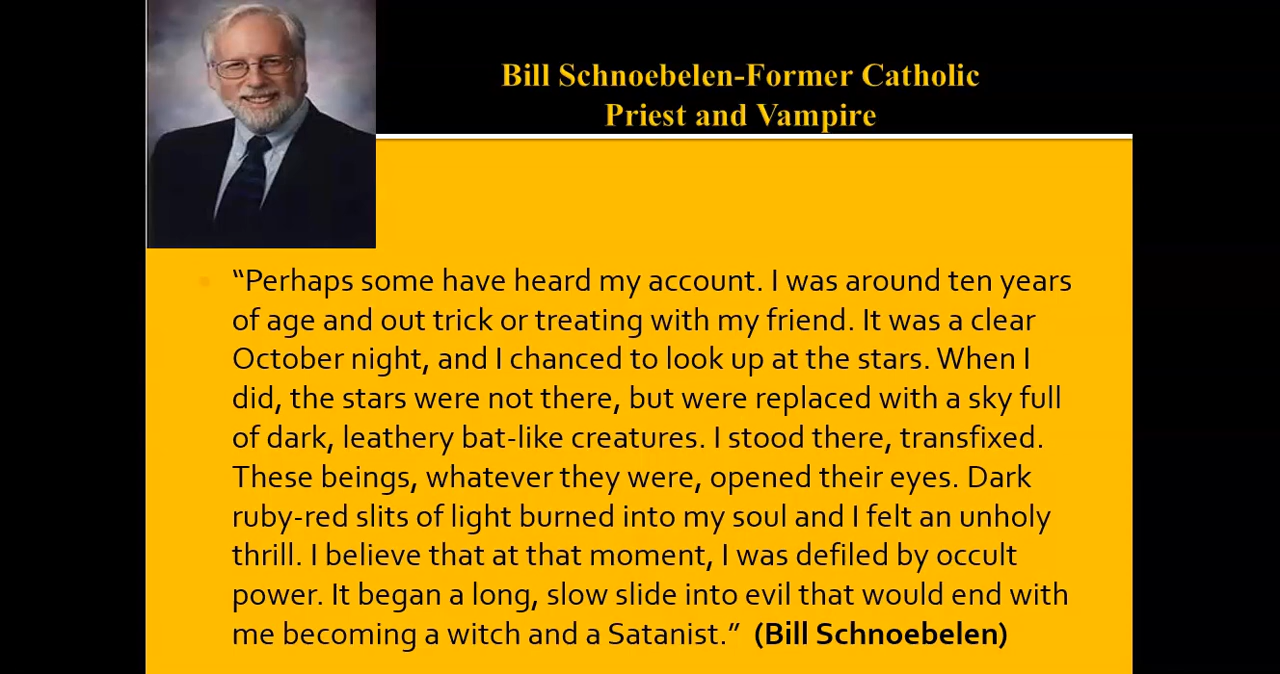 Bill Schnoebelen-Former Catholic
Priest and Vampire
“Perhaps some have heard my account. I was around ten years
of age and out trick or treating with my friend. It was a clear
October night, and I chanced to look up at the stars. When I
did, the stars were not there, but were replaced with a sky full
of dark, leathery bat-like creatures. I stood there, transfixed.
These beings, whatever they were, opened their eyes. Dark
ruby-red slits of light burned into my soul and I felt an unholy
thrill. I believe that at that moment, I was defiled by occult
power. It began a long, slow slide into evil that would end with
me becoming a witch and a Satanist.” (Bill Schnoebelen)